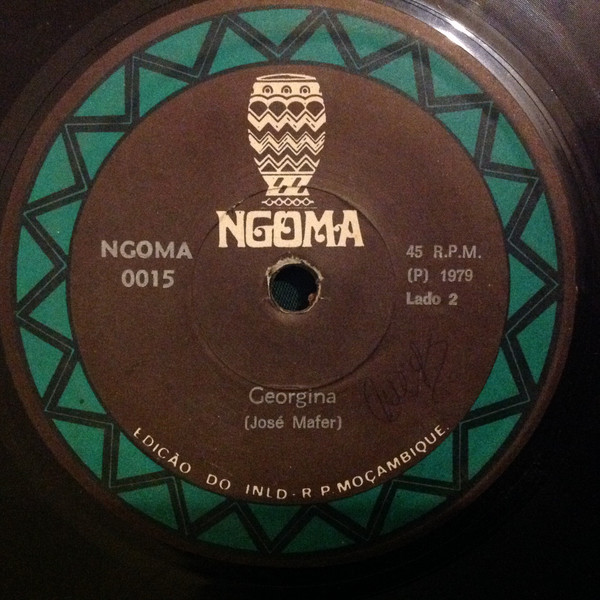 NGOMA
NGOMA
0015
45 R.P.M.
(P) 1979
Lado 2
Georgina
(José Mafer)
EDIÇÃO DO INLD-R P. MOÇAMBIQUE.